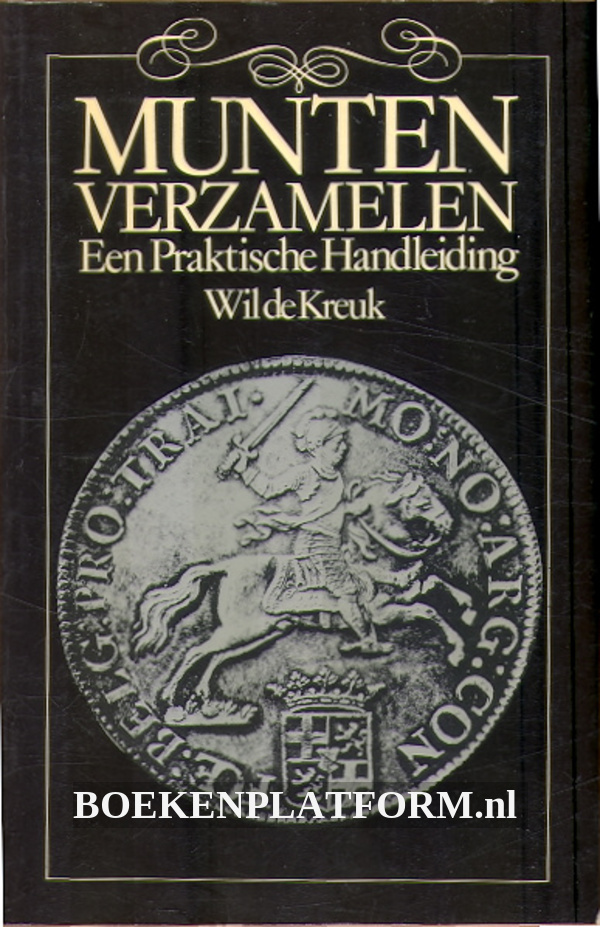 MUNTEN
VERZAMELEN
Een Praktische Handleiding
Wil de Kreuk
MO·NO·ARG:CON
Œ·BELG·PRO·TRAI·
BOEKENPLATFORM.nl